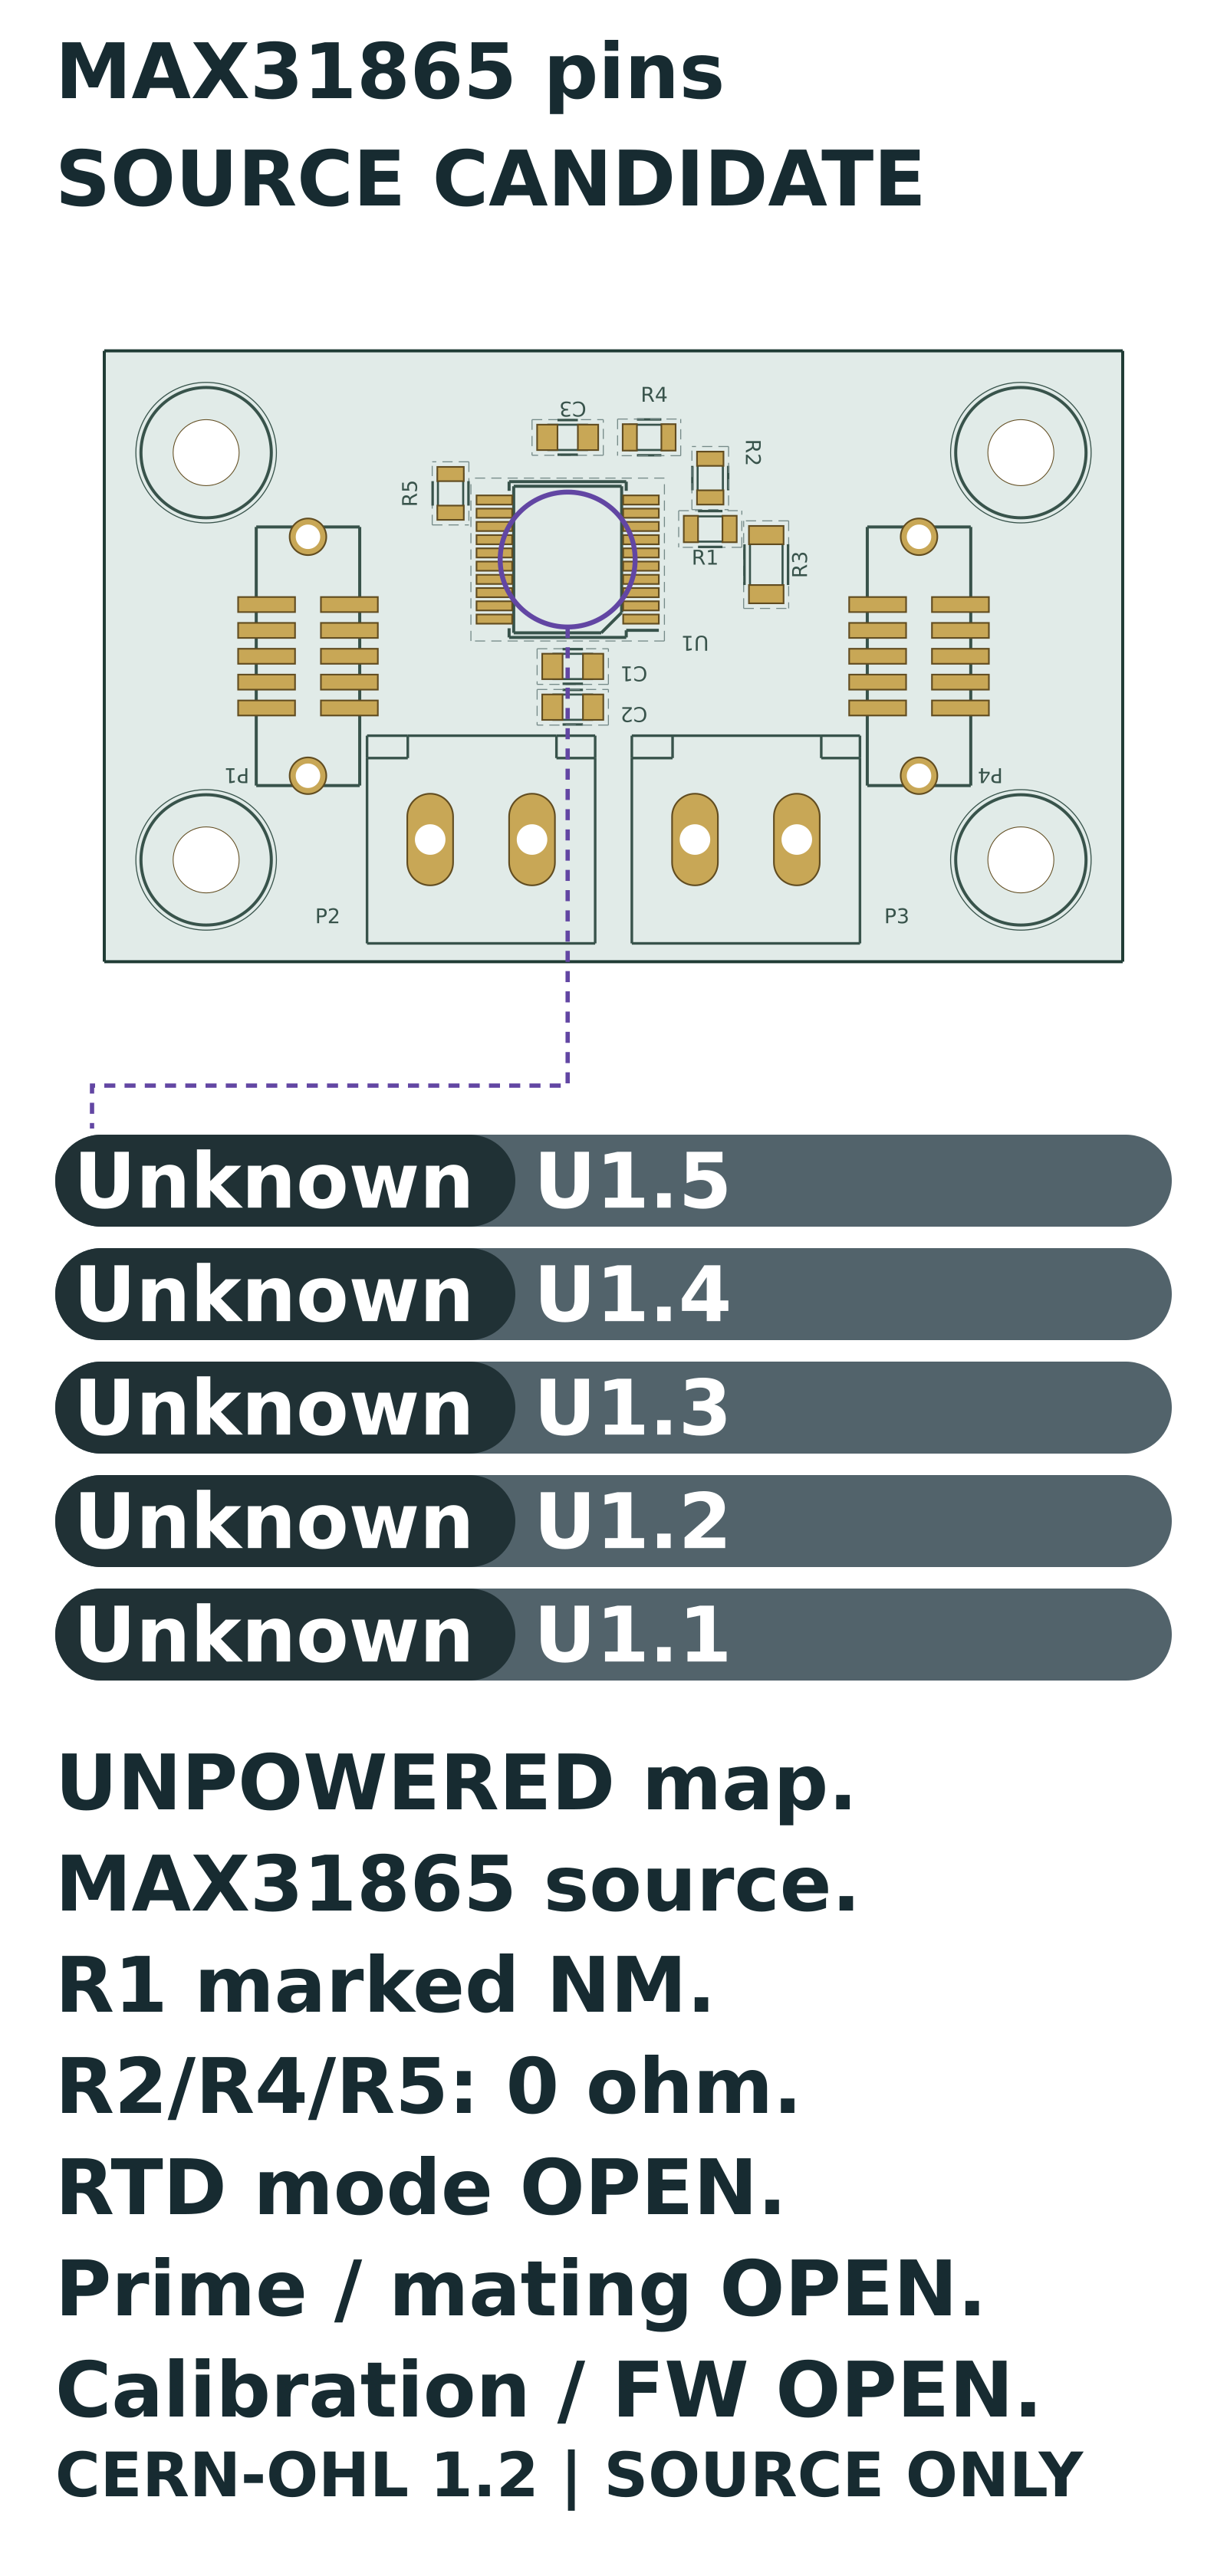 MAX31865 pins
SOURCE CANDIDATE
C3
R4
R2
R5
R1
R3
U1
C1
C2
P1
P4
P2
P3
Unknown U1.5
Unknown U1.4
Unknown U1.3
Unknown U1.2
Unknown U1.1
UNPOWERED map.
MAX31865 source.
R1 marked NM.
R2/R4/R5: 0 ohm.
RTD mode OPEN.
Prime / mating OPEN.
Calibration / FW OPEN.
CERN-OHL 1.2 | SOURCE ONLY